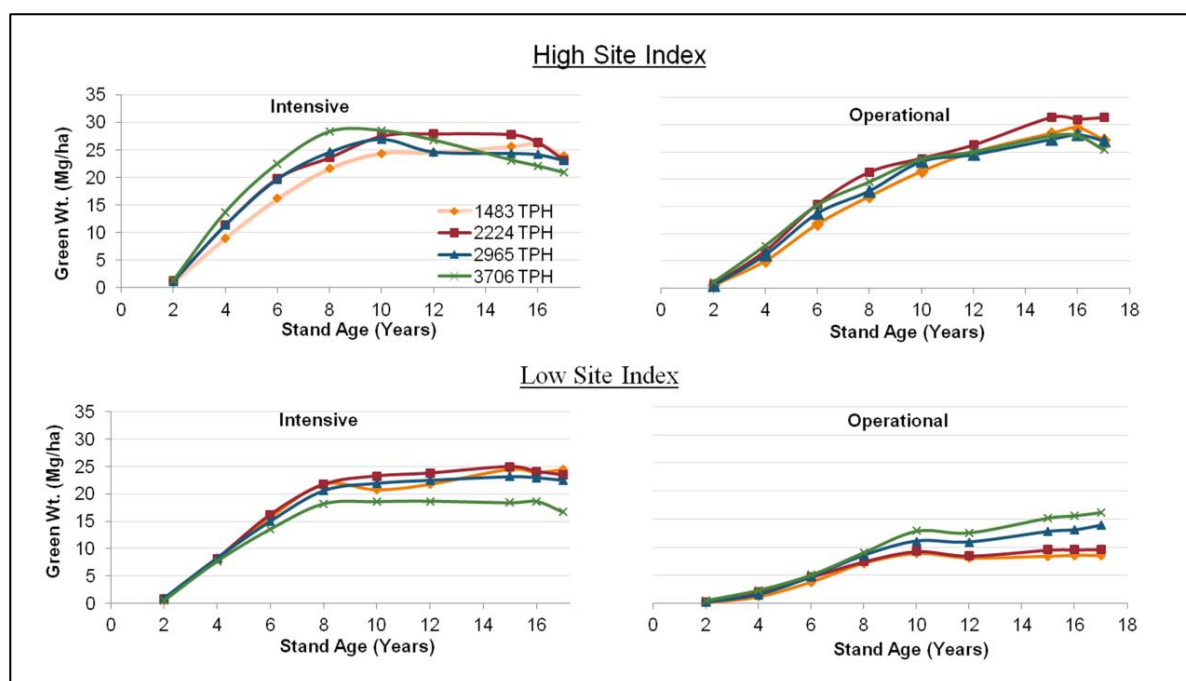 High Site Index
Intensive
Operational
Green Wt. (Mg/ha)
35
30
25
20
15
10
5
0
1483 TPH
2224 TPH
2965 TPH
3706 TPH
0 2 4 6 8 10 12 14 16
Stand Age (Years)
0 2 4 6 8 10 12 14 16 18
Stand Age (Years)
Low Site Index
Intensive
Operational
Green Wt. (Mg/ha)
35
30
25
20
15
10
5
0
0 2 4 6 8 10 12 14 16
Stand Age (Years)
0 2 4 6 8 10 12 14 16 18
Stand Age (Years)